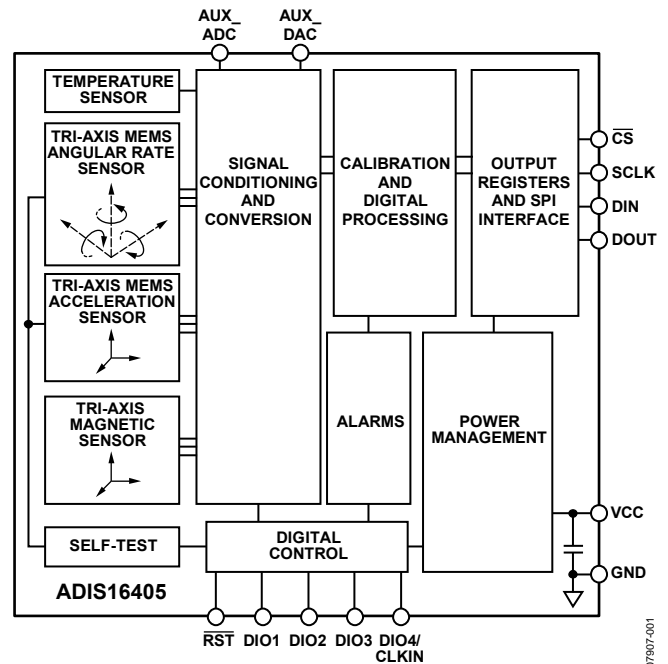 AUX_
ADC
AUX_
DAC
TEMPERATURE
SENSOR
TRI-AXIS MEMS
ANGULAR RATE
SENSOR
TRI-AXIS MEMS
ACCELERATION
SENSOR
TRI-AXIS
MAGNETIC
SENSOR
SELF-TEST
SIGNAL
CONDITIONING
AND
CONVERSION
CALIBRATION
AND
DIGITAL
PROCESSING
OUTPUT
REGISTERS
AND SPI
INTERFACE
CS
SCLK
DIN
DOUT
ALARMS
POWER
MANAGEMENT
DIGITAL
CONTROL
VCC
GND
ADIS16405
RST DIO1 DIO2 DIO3 DIO4/
CLKIN
07907-001